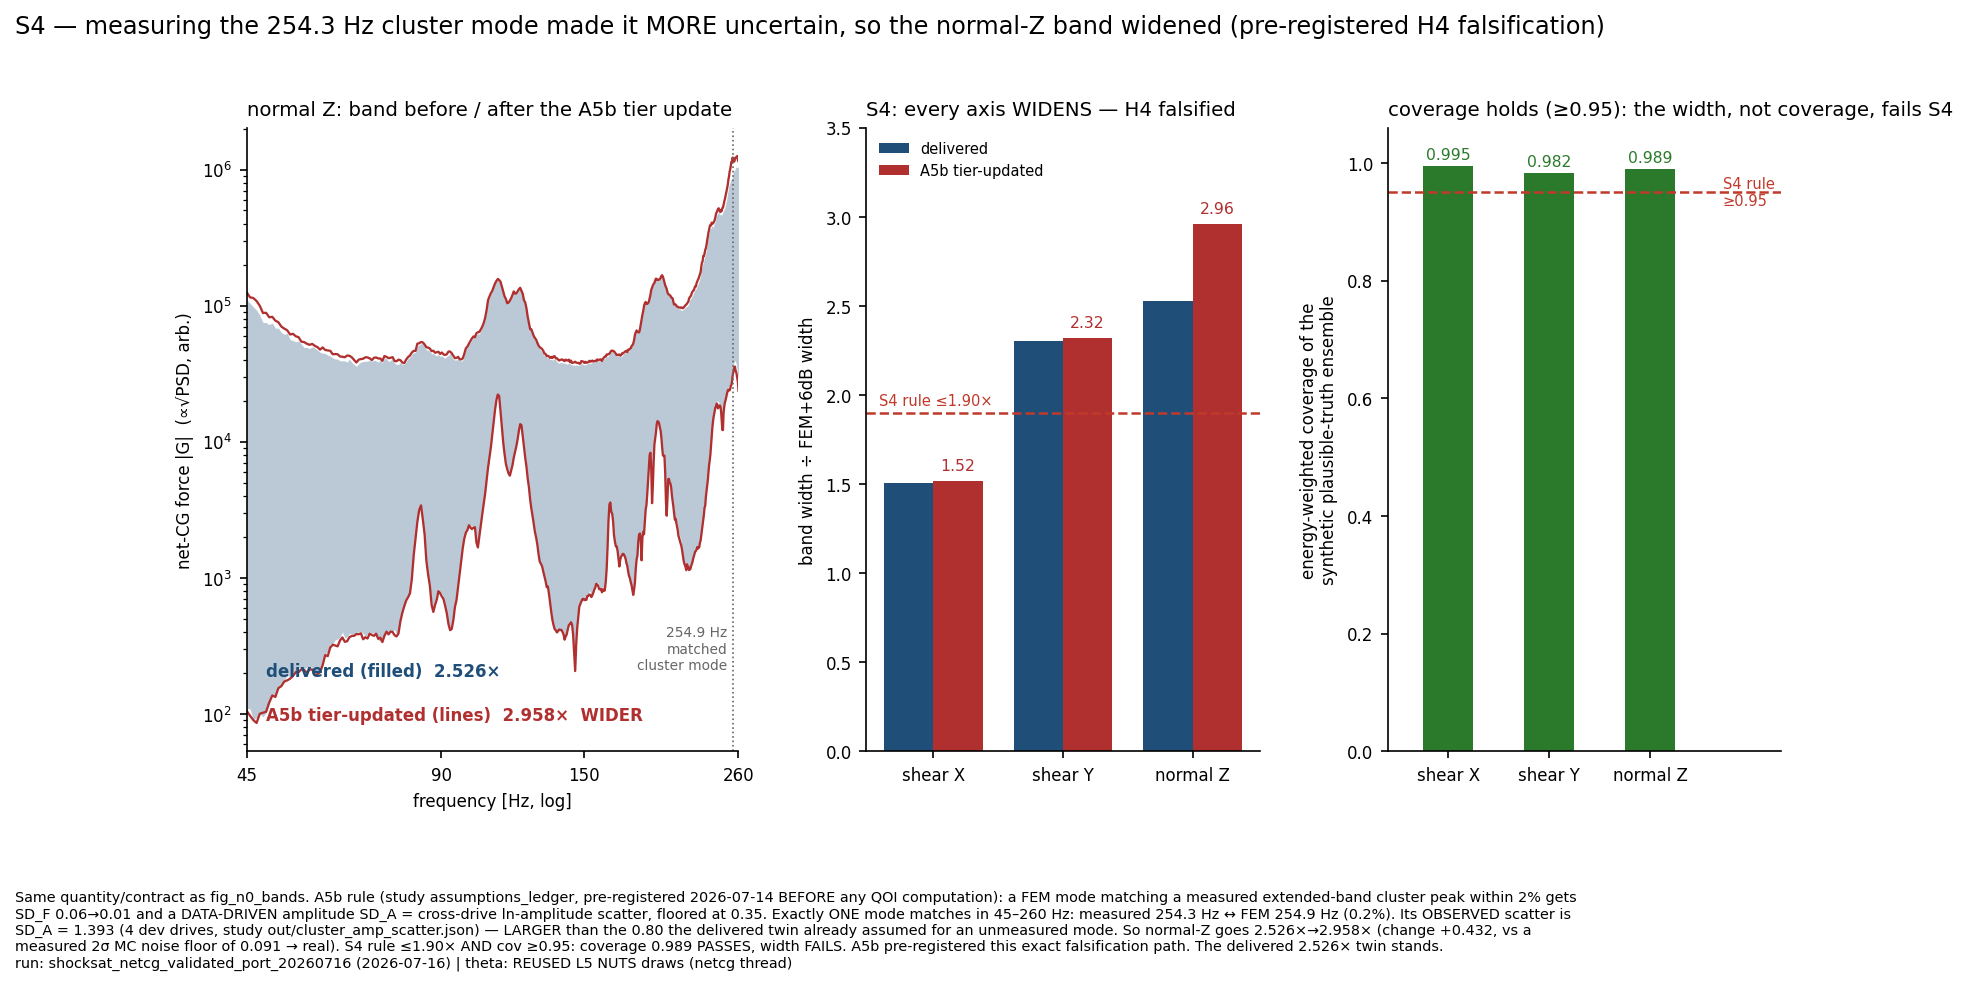 S4 — measuring the 254.3 Hz cluster mode made it MORE uncertain, so the normal-Z band widened (pre-registered H4 falsification)
normal Z: band before / after the A5b tier update
net-CG force |G|  (∝√PSD, arb.)
10⁶
10⁵
10⁴
10³
10²
254.9 Hz
matched
cluster mode
delivered (filled)  2.526×
A5b tier-updated (lines)  2.958×  WIDER
45
90
150
260
frequency [Hz, log]
S4: every axis WIDENS — H4 falsified
band width ÷ FEM+6dB width
3.5
3.0
2.5
2.0
1.5
1.0
0.5
0.0
delivered
A5b tier-updated
S4 rule ≤1.90×
1.52
2.32
2.96
shear X
shear Y
normal Z
coverage holds (≥0.95): the width, not coverage, fails S4
energy-weighted coverage of the
synthetic plausible-truth ensemble
1.0
0.8
0.6
0.4
0.2
0.0
0.995
0.982
0.989
S4 rule
≥0.95
shear X
shear Y
normal Z
Same quantity/contract as fig_n0_bands. A5b rule (study assumptions_ledger, pre-registered 2026-07-14 BEFORE any QOI computation): a FEM mode matching a measured extended-band cluster peak within 2% gets
SD_F 0.06→0.01 and a DATA-DRIVEN amplitude SD_A = cross-drive ln-amplitude scatter, floored at 0.35. Exactly ONE mode matches in 45–260 Hz: measured 254.3 Hz ↔ FEM 254.9 Hz (0.2%). Its OBSERVED scatter is
SD_A = 1.393 (4 dev drives, study out/cluster_amp_scatter.json) — LARGER than the 0.80 the delivered twin already assumed for an unmeasured mode. So normal-Z goes 2.526×→2.958× (change +0.432, vs a
measured 2σ MC noise floor of 0.091 → real). S4 rule ≤1.90× AND cov ≥0.95: coverage 0.989 PASSES, width FAILS. A5b pre-registered this exact falsification path. The delivered 2.526× twin stands.
run: shocksat_netcg_validated_port_20260716 (2026-07-16) | theta: REUSED L5 NUTS draws (netcg thread)